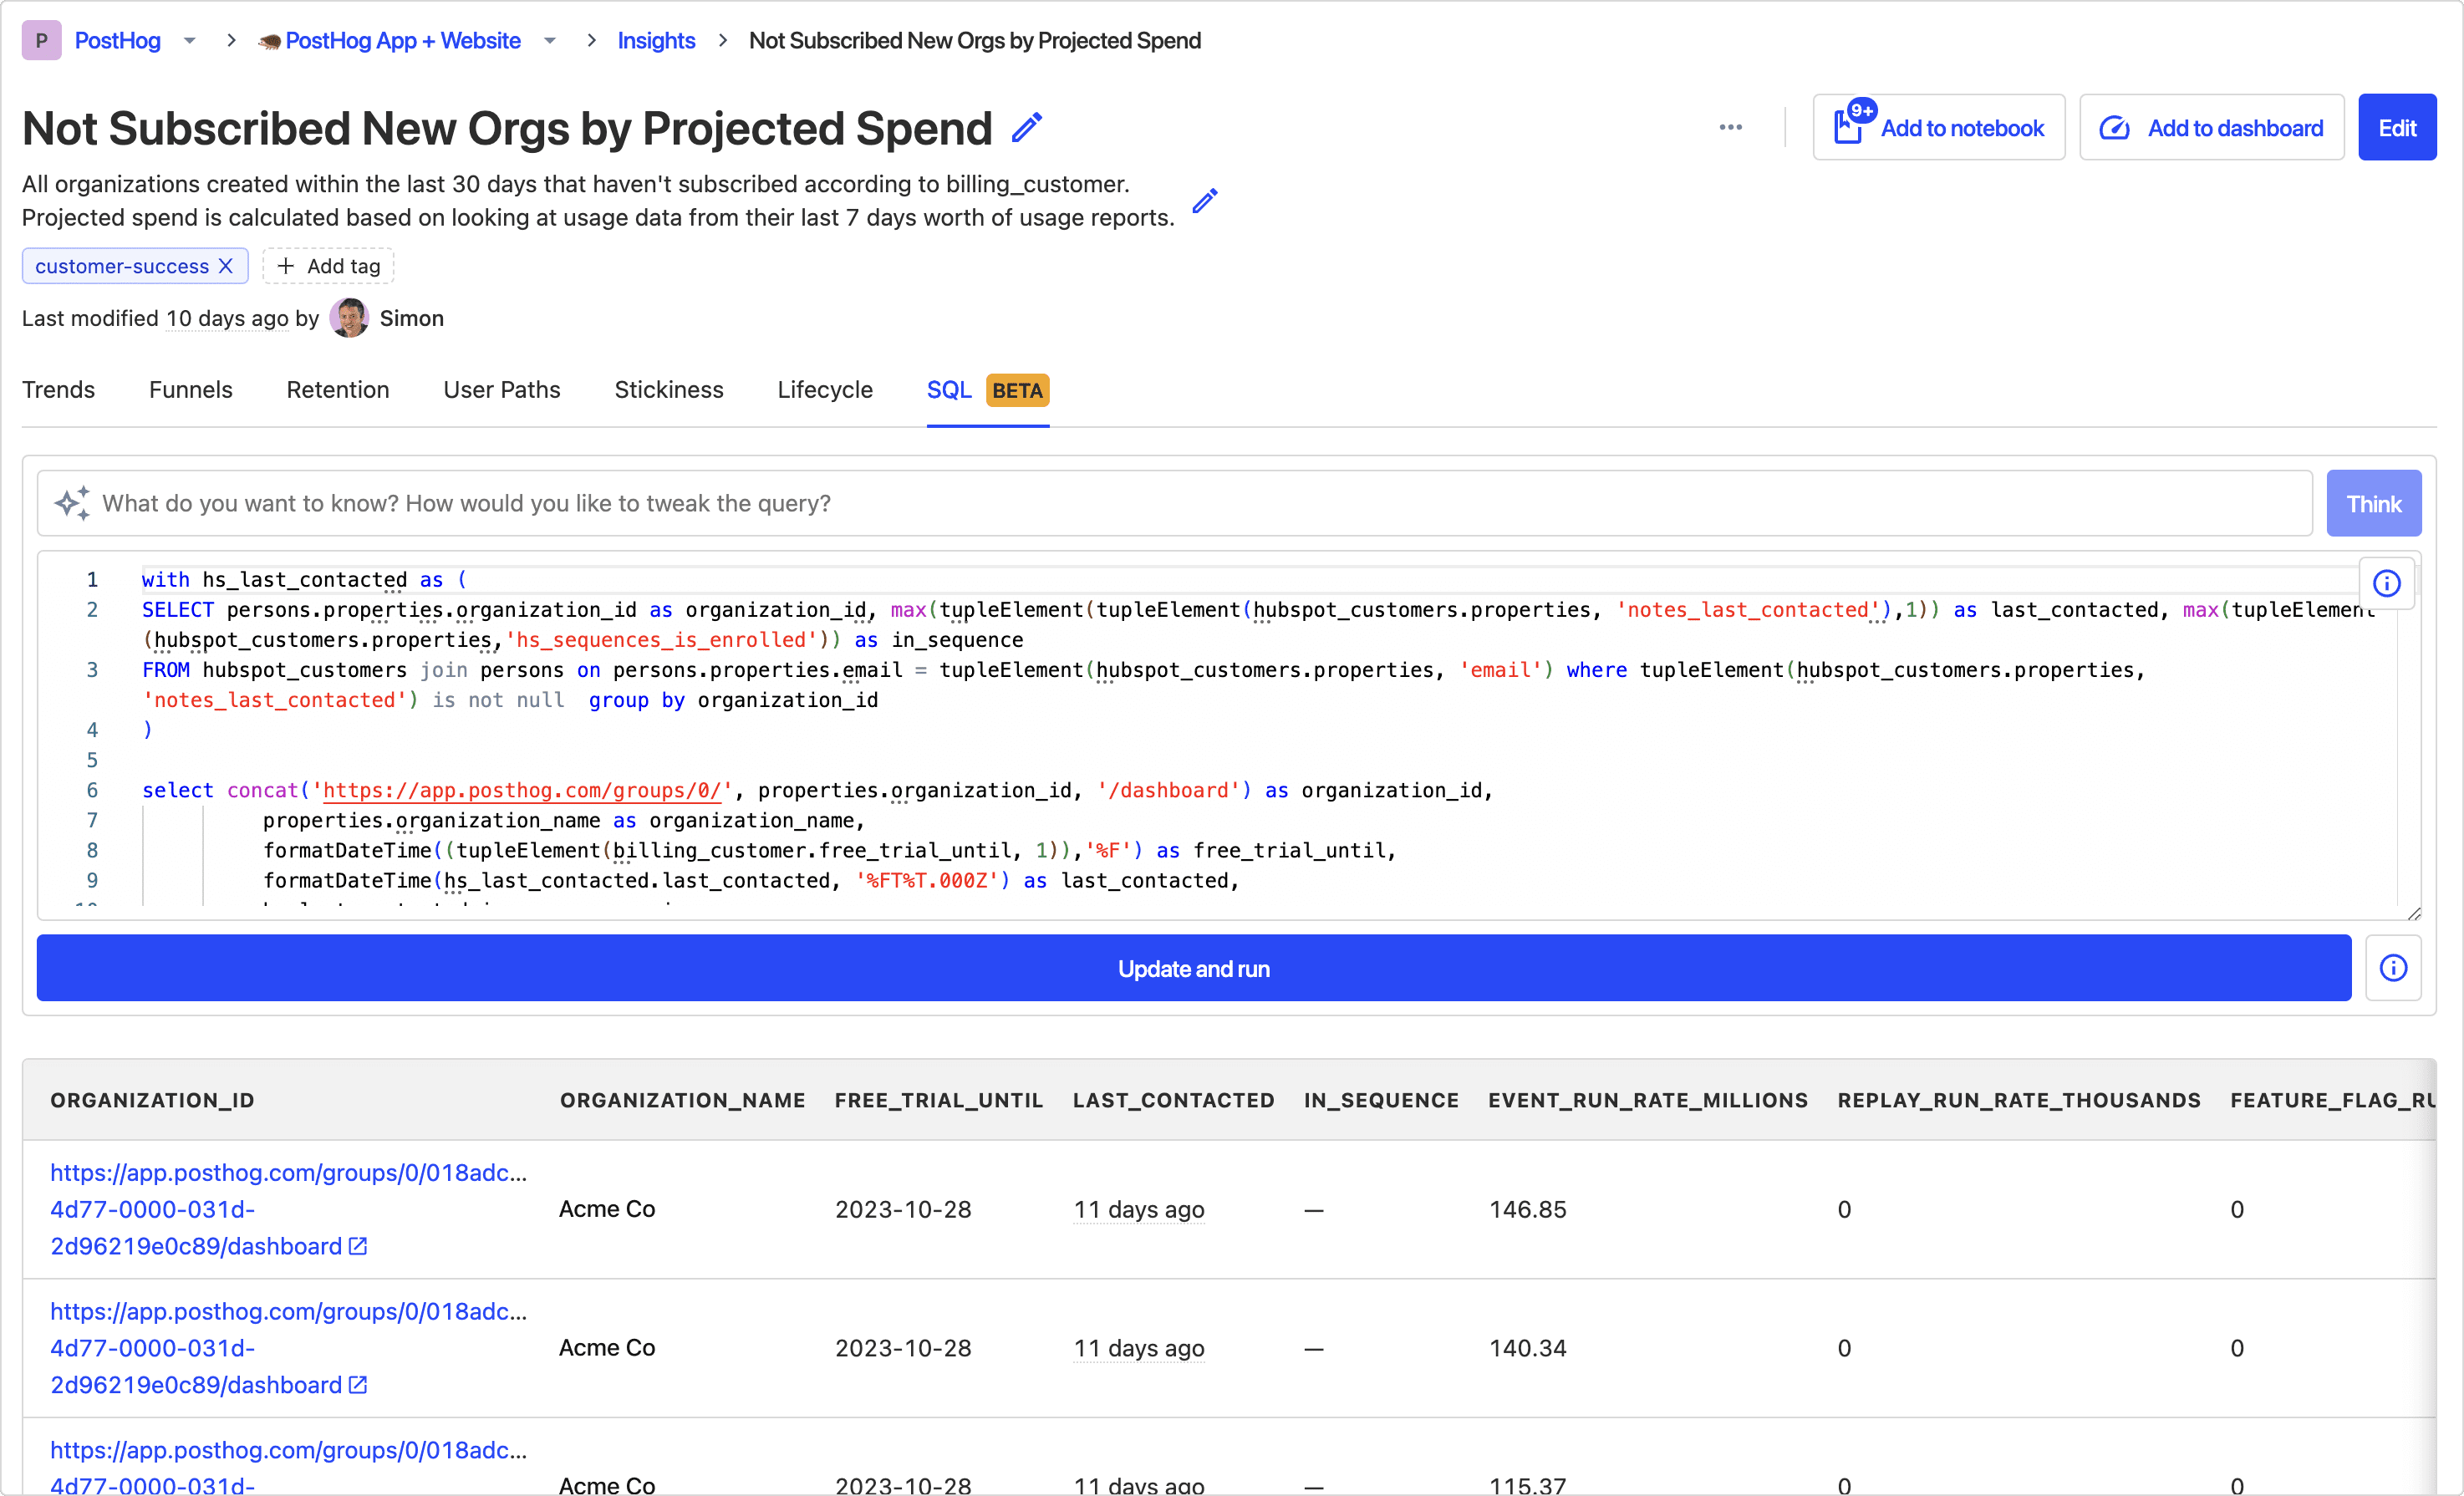 P PostHog > PostHog App + Website > Insights > Not Subscribed New Orgs by Projected Spend
Not Subscribed New Orgs by Projected Spend
9+ Add to notebook
Add to dashboard
Edit
All organizations created within the last 30 days that haven't subscribed according to billing_customer.
Projected spend is calculated based on looking at usage data from their last 7 days worth of usage reports.
customer-success X + Add tag
Last modified 10 days ago by Simon
Trends Funnels Retention User Paths Stickiness Lifecycle SQL BETA
What do you want to know? How would you like to tweak the query? Think
1 with hs_last_contacted as (
2 SELECT persons.properties.organization_id as organization_id, max(tupleElement(tupleElement(hubspot_customers.properties, 'notes_last_contacted'),1)) as last_contacted, max(tupleElement
(hubspot_customers.properties,'hs_sequences_is_enrolled')) as in_sequence
3 FROM hubspot_customers join persons on persons.properties.email = tupleElement(hubspot_customers.properties, 'email') where tupleElement(hubspot_customers.properties,
'notes_last_contacted') is not null  group by organization_id
4 )
5
6 select concat('https://app.posthog.com/groups/0/', properties.organization_id, '/dashboard') as organization_id,
7 properties.organization_name as organization_name,
8 formatDateTime((tupleElement(billing_customer.free_trial_until, 1)),'%F') as free_trial_until,
9 formatDateTime(hs_last_contacted.last_contacted, '%FT%T.000Z') as last_contacted,
Update and run
ORGANIZATION_ID ORGANIZATION_NAME FREE_TRIAL_UNTIL LAST_CONTACTED IN_SEQUENCE EVENT_RUN_RATE_MILLIONS REPLAY_RUN_RATE_THOUSANDS FEATURE_FLAG_RU
https://app.posthog.com/groups/0/018adc...
4d77-0000-031d-
2d96219e0c89/dashboard
Acme Co 2023-10-28 11 days ago — 146.85 0 0
https://app.posthog.com/groups/0/018adc...
4d77-0000-031d-
2d96219e0c89/dashboard
Acme Co 2023-10-28 11 days ago — 140.34 0 0
https://app.posthog.com/groups/0/018adc...
4d77-0000-031d-
Acme Co 2023-10-28 11 days ago — 115.37 0 0